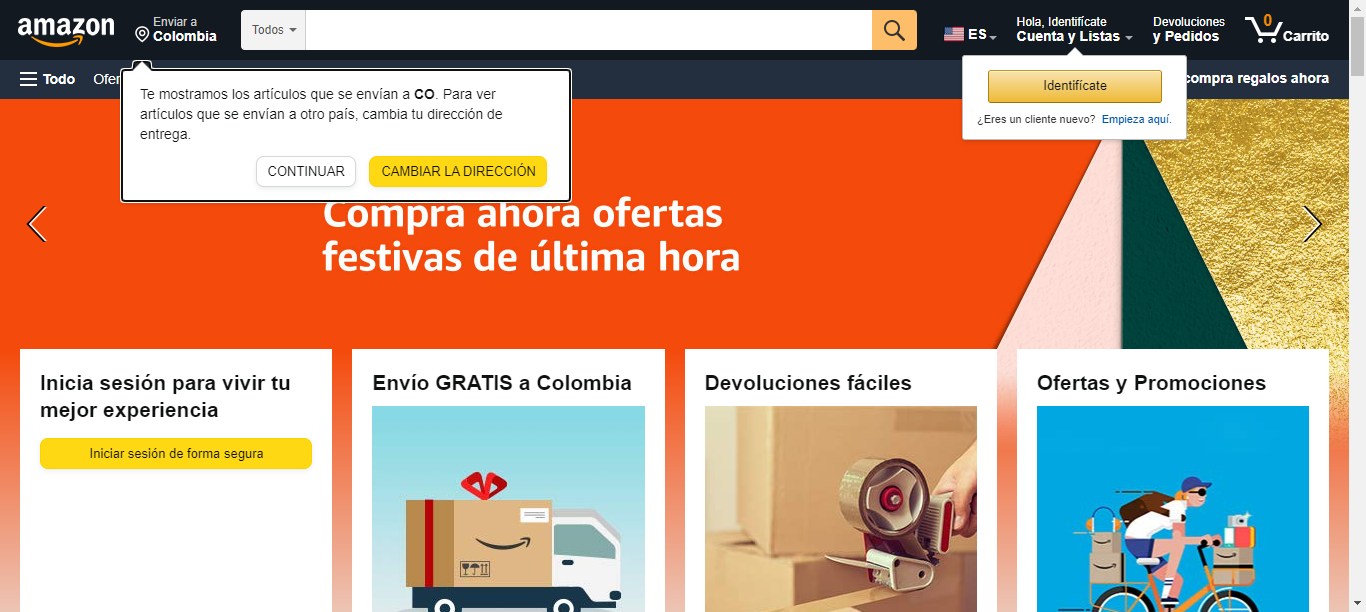 amazon
Enviar a
Colombia
Todos
ES
Hola, Identifícate
Cuenta y Listas
Devoluciones
y Pedidos
0
Carrito
Todo
compra regalos ahora
Te mostramos los artículos que se envían a CO. Para ver
artículos que se envían a otro país, cambia tu dirección de
entrega.
CONTINUAR
CAMBIAR LA DIRECCIÓN
Identifícate
¿Eres un cliente nuevo? Empieza aquí.
Compra ahora ofertas
festivas de última hora
Inicia sesión para vivir tu
mejor experiencia
Iniciar sesión de forma segura
Envío GRATIS a Colombia
Devoluciones fáciles
Ofertas y Promociones